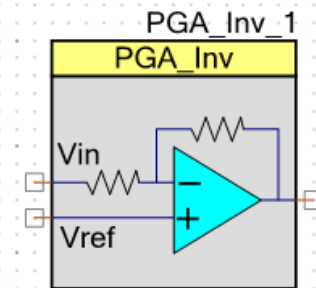 PGA_Inv_1
PGA_Inv
Vin
−
+
Vref